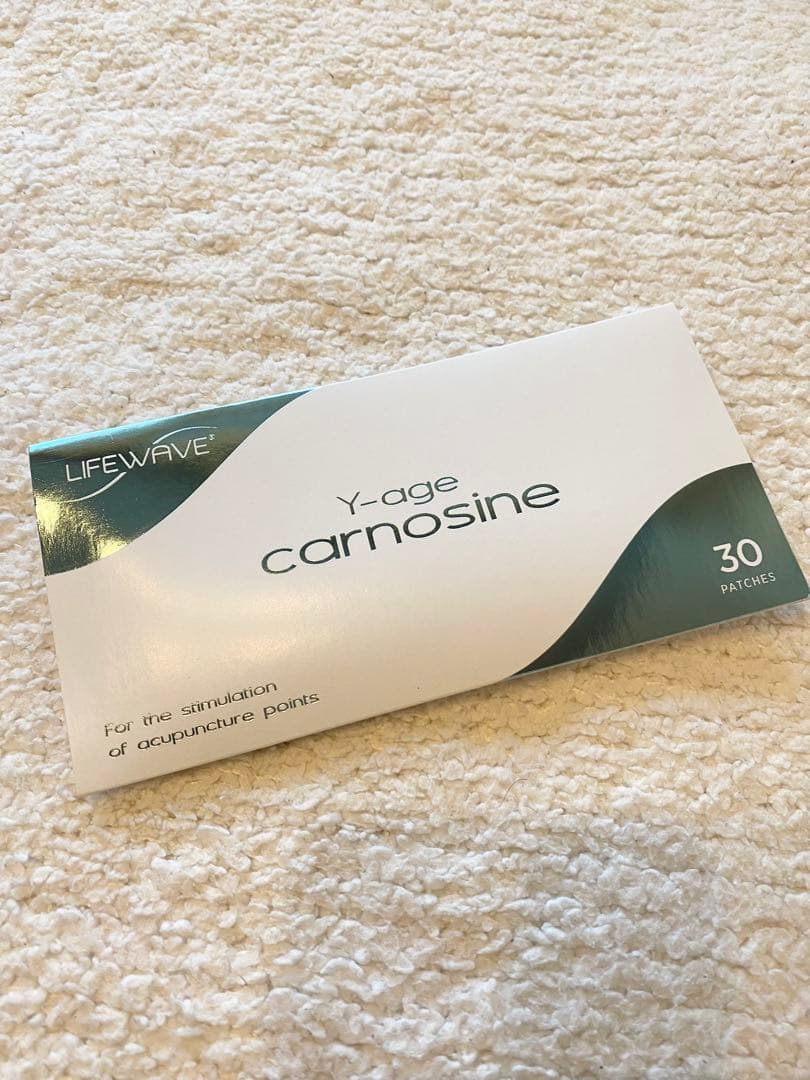 LIFEWAVE
Y-age
carnosine
30
PATCHES
For the stimulation
of acupuncture points